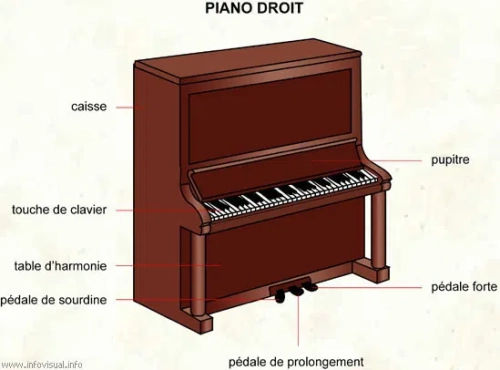 PIANO DROIT
caisse
pupitre
touche de clavier
table d'harmonie
pédale forte
pédale de sourdine
pédale de prolongement
www.infovisual.info